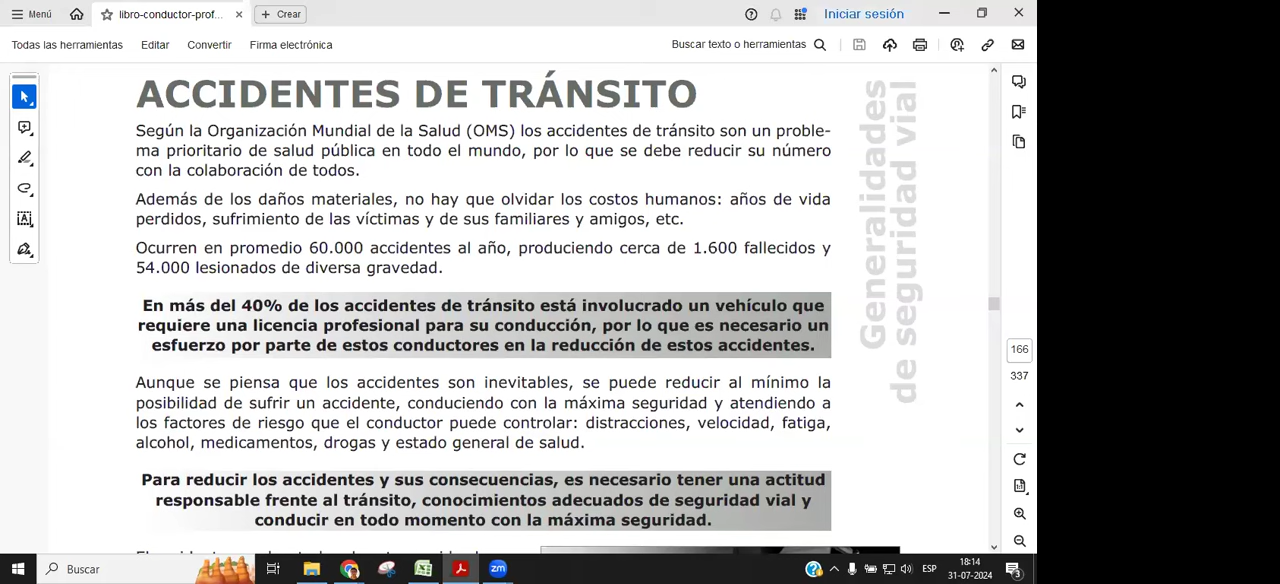 Menú
libro-conductor-prof...
Crear
Iniciar sesión
Todas las herramientas
Editar
Convertir
Firma electrónica
Buscar texto o herramientas
ACCIDENTES DE TRÁNSITO
Según la Organización Mundial de la Salud (OMS) los accidentes de tránsito son un proble-
ma prioritario de salud pública en todo el mundo, por lo que se debe reducir su número
con la colaboración de todos.
Además de los daños materiales, no hay que olvidar los costos humanos: años de vida
perdidos, sufrimiento de las víctimas y de sus familiares y amigos, etc.
Ocurren en promedio 60.000 accidentes al año, produciendo cerca de 1.600 fallecidos y
54.000 lesionados de diversa gravedad.
En más del 40% de los accidentes de tránsito está involucrado un vehículo que
requiere una licencia profesional para su conducción, por lo que es necesario un
esfuerzo por parte de estos conductores en la reducción de estos accidentes.
Aunque se piensa que los accidentes son inevitables, se puede reducir al mínimo la
posibilidad de sufrir un accidente, conduciendo con la máxima seguridad y atendiendo a
los factores de riesgo que el conductor puede controlar: distracciones, velocidad, fatiga,
alcohol, medicamentos, drogas y estado general de salud.
Para reducir los accidentes y sus consecuencias, es necesario tener una actitud
responsable frente al tránsito, conocimientos adecuados de seguridad vial y
conducir en todo momento con la máxima seguridad.
Generalidades
de seguridad vial
166
337
Buscar
zm
ESP
18:14
31-07-2024
3